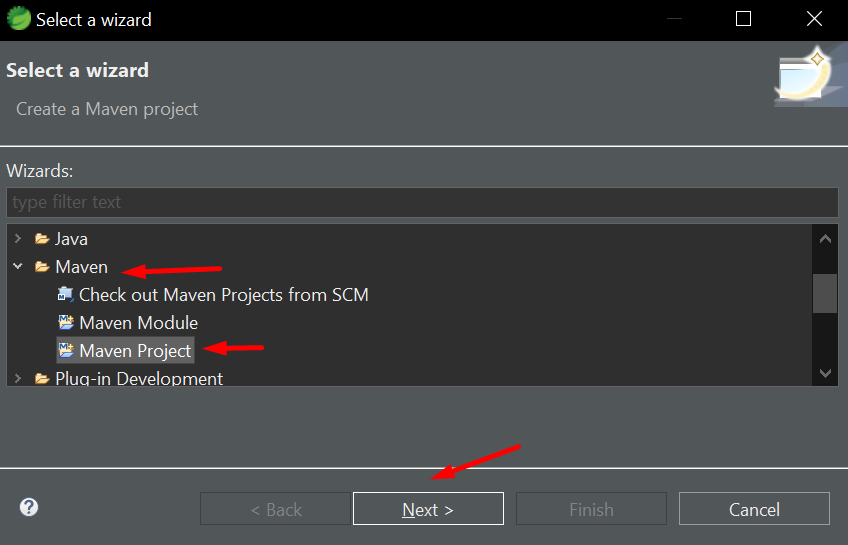 Select a wizard
Select a wizard
Create a Maven project
Wizards:
type filter text
Java
Maven
Check out Maven Projects from SCM
Maven Module
Maven Project
Plug-in Development
< Back Next > Finish Cancel